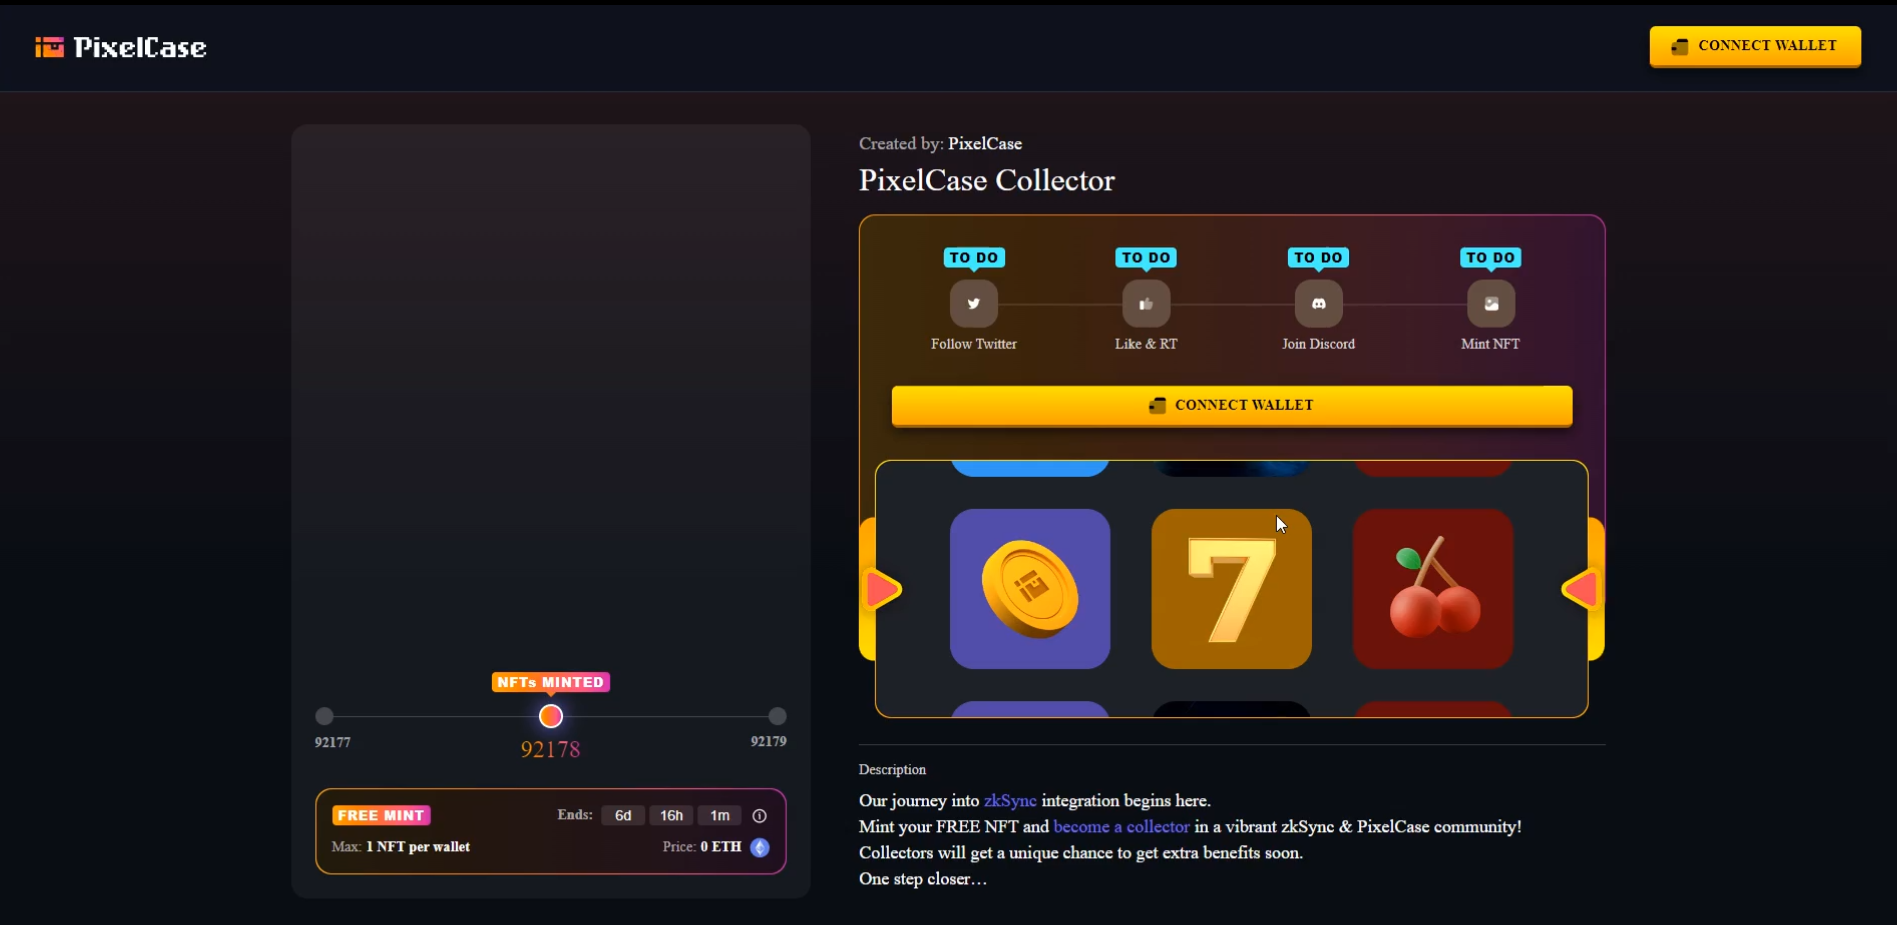 PixelCase
CONNECT WALLET
Created by: PixelCase
PixelCase Collector
TO DO TO DO TO DO TO DO
Follow Twitter Like & RT Join Discord Mint NFT
CONNECT WALLET
7
NFTs MINTED
92177 92178 92179
FREE MINT Ends: 6d 16h 1m
Max: 1 NFT per wallet Price: 0 ETH
Description
Our journey into zkSync integration begins here.
Mint your FREE NFT and become a collector in a vibrant zkSync & PixelCase community!
Collectors will get a unique chance to get extra benefits soon.
One step closer…